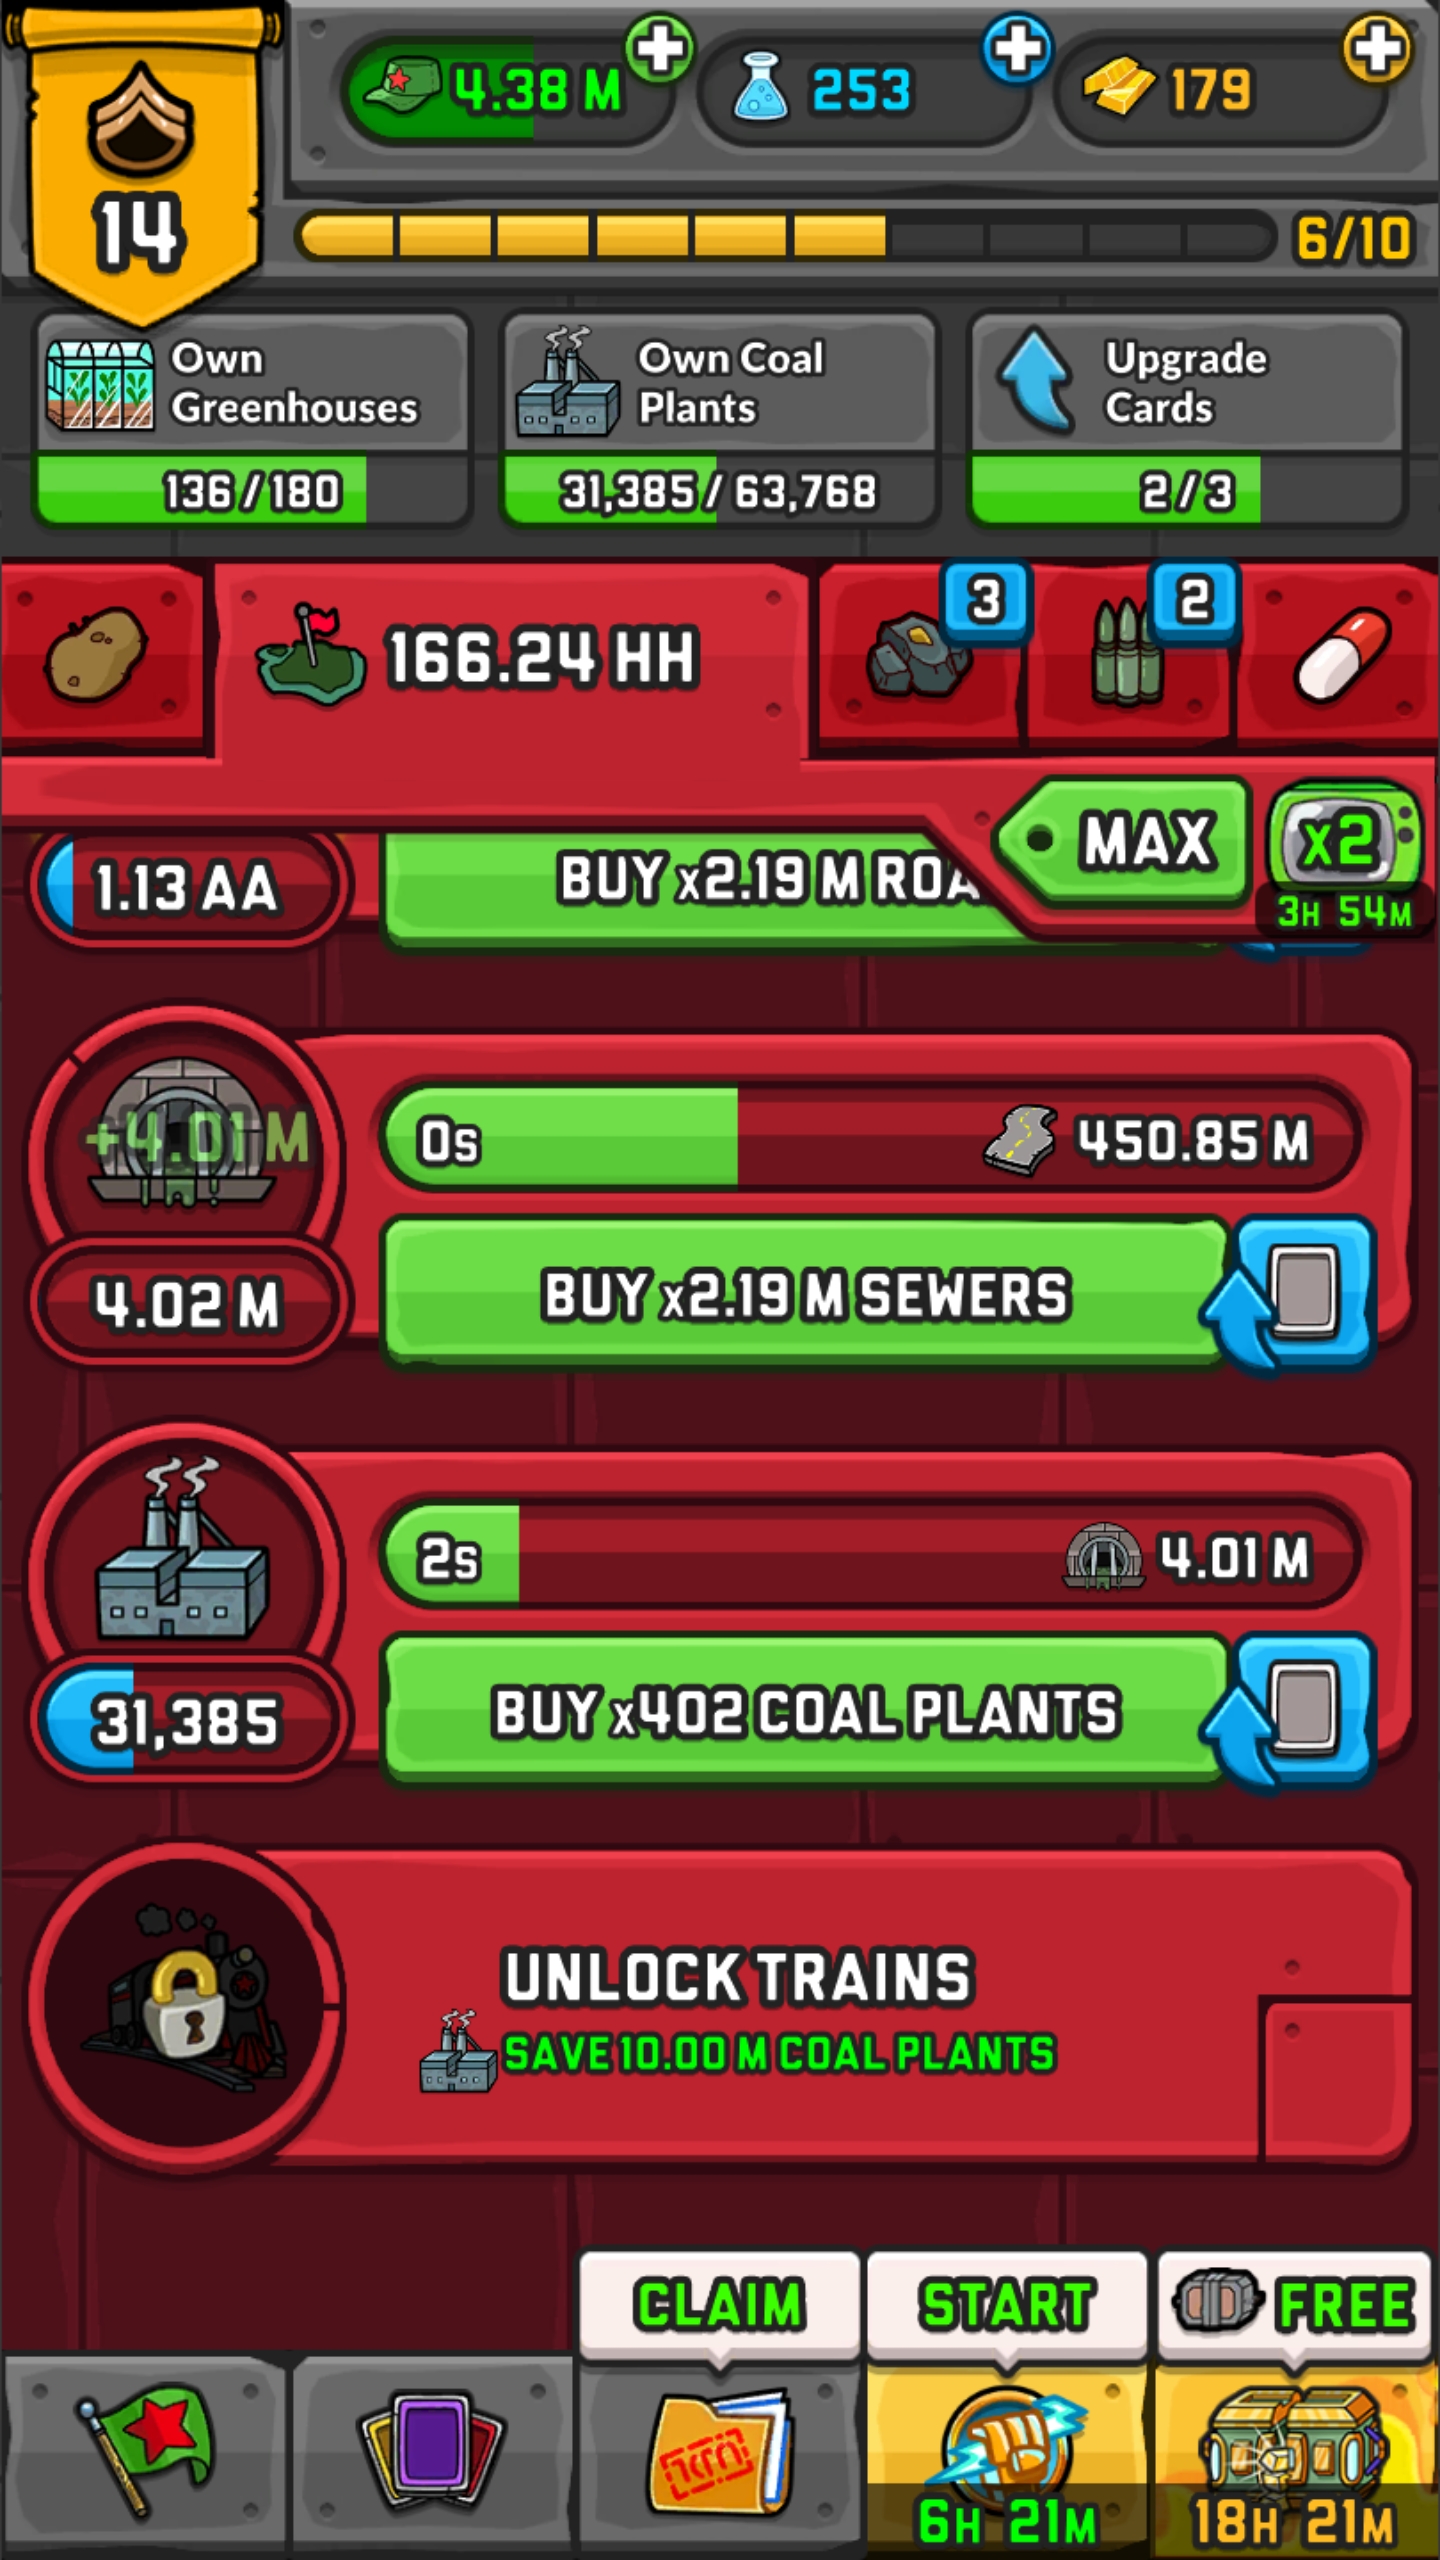 14
4.38 M
253
179
6/10
Own
Greenhouses
136/180
Own Coal
Plants
31,385/63,768
Upgrade
Cards
2/3
166.24 HH
3
2
MAX
x2
3H 54M
1.13 AA
BUY x2.19 M ROA
+4.01 M
0s
450.85 M
4.02 M
BUY x2.19 M SEWERS
2s
4.01 M
31,385
BUY x402 COAL PLANTS
UNLOCK TRAINS
SAVE 10.00 M COAL PLANTS
CLAIM
START
FREE
6H 21M
18H 21M